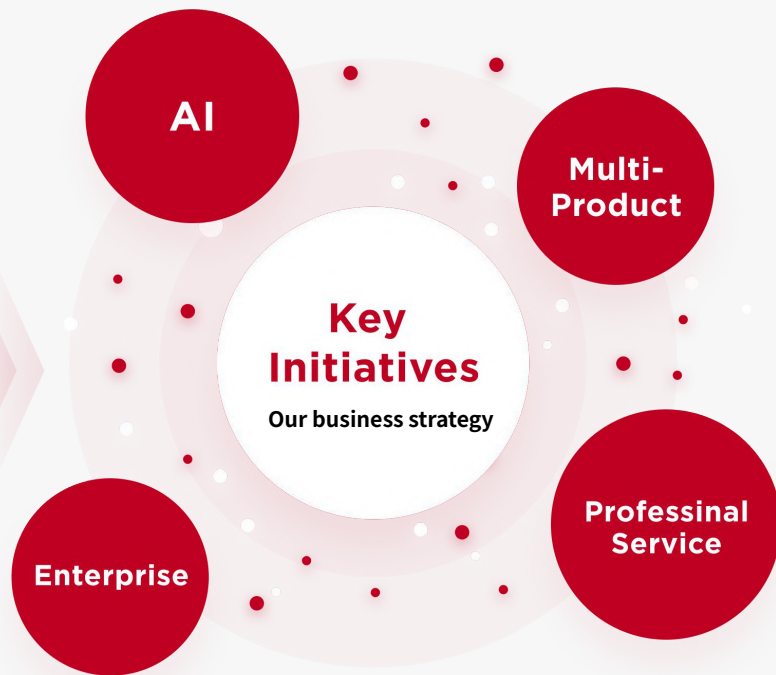 AI
Multi-
Product
Key
Initiatives
Our business strategy
Professinal
Service
Enterprise